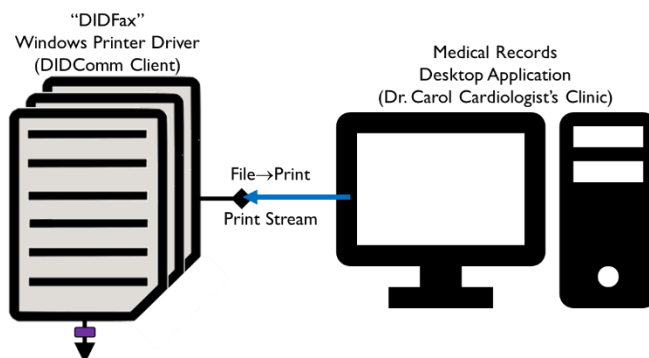 “DIDFax”
Windows Printer Driver
(DIDComm Client)
Medical Records
Desktop Application
(Dr. Carol Cardiologist’s Clinic)
File→Print
Print Stream